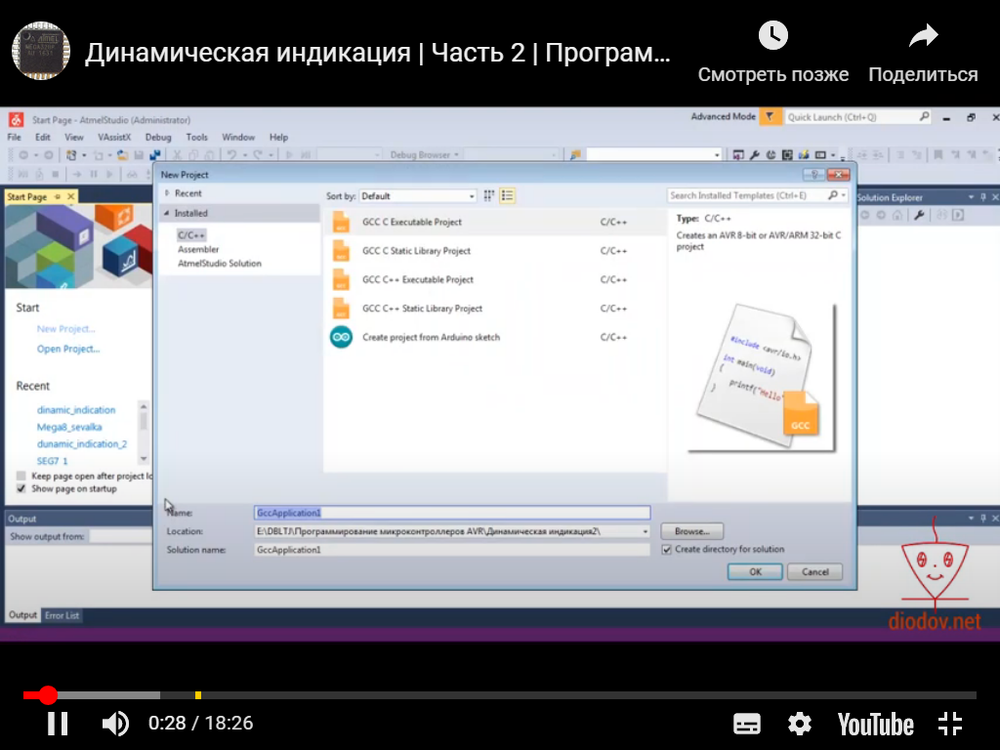 Динамическая индикация | Часть 2 | Програм...
Смотреть позже
Поделиться
Start Page - AtmelStudio (Administrator)
Advanced Mode
Quick Launch (Ctrl+Q)
File Edit View VAssistX Debug Tools Window Help
Debug Browser
New Project
Start Page
Recent
Installed
C/C++
Assembler
AtmelStudio Solution
Sort by: Default
Search Installed Templates (Ctrl+E)
GCC C Executable Project C/C++
GCC C Static Library Project C/C++
GCC C++ Executable Project C/C++
GCC C++ Static Library Project C/C++
Create project from Arduino sketch C/C++
Type: C/C++
Creates an AVR 8-bit or AVR/ARM 32-bit C
project
#include <avr/io.h>
int main(void)
{
printf("Hello"
}
GCC
Solution Explorer
Start
New Project...
Open Project...
Recent
dinamic_indication
Mega8_sevalka
dunamic_indication_2
SEG7 1
Keep page open after project lo
Show page on startup
Name: GccApplication1
Location: E:\DBLTJ\Программирование микроконтроллеров AVR\Динамическая индикация2\
Browse...
Solution name: GccApplication1
Create directory for solution
OK Cancel
Output
Show output from:
Output Error List
diodov.net
0:28 / 18:26
YouTube